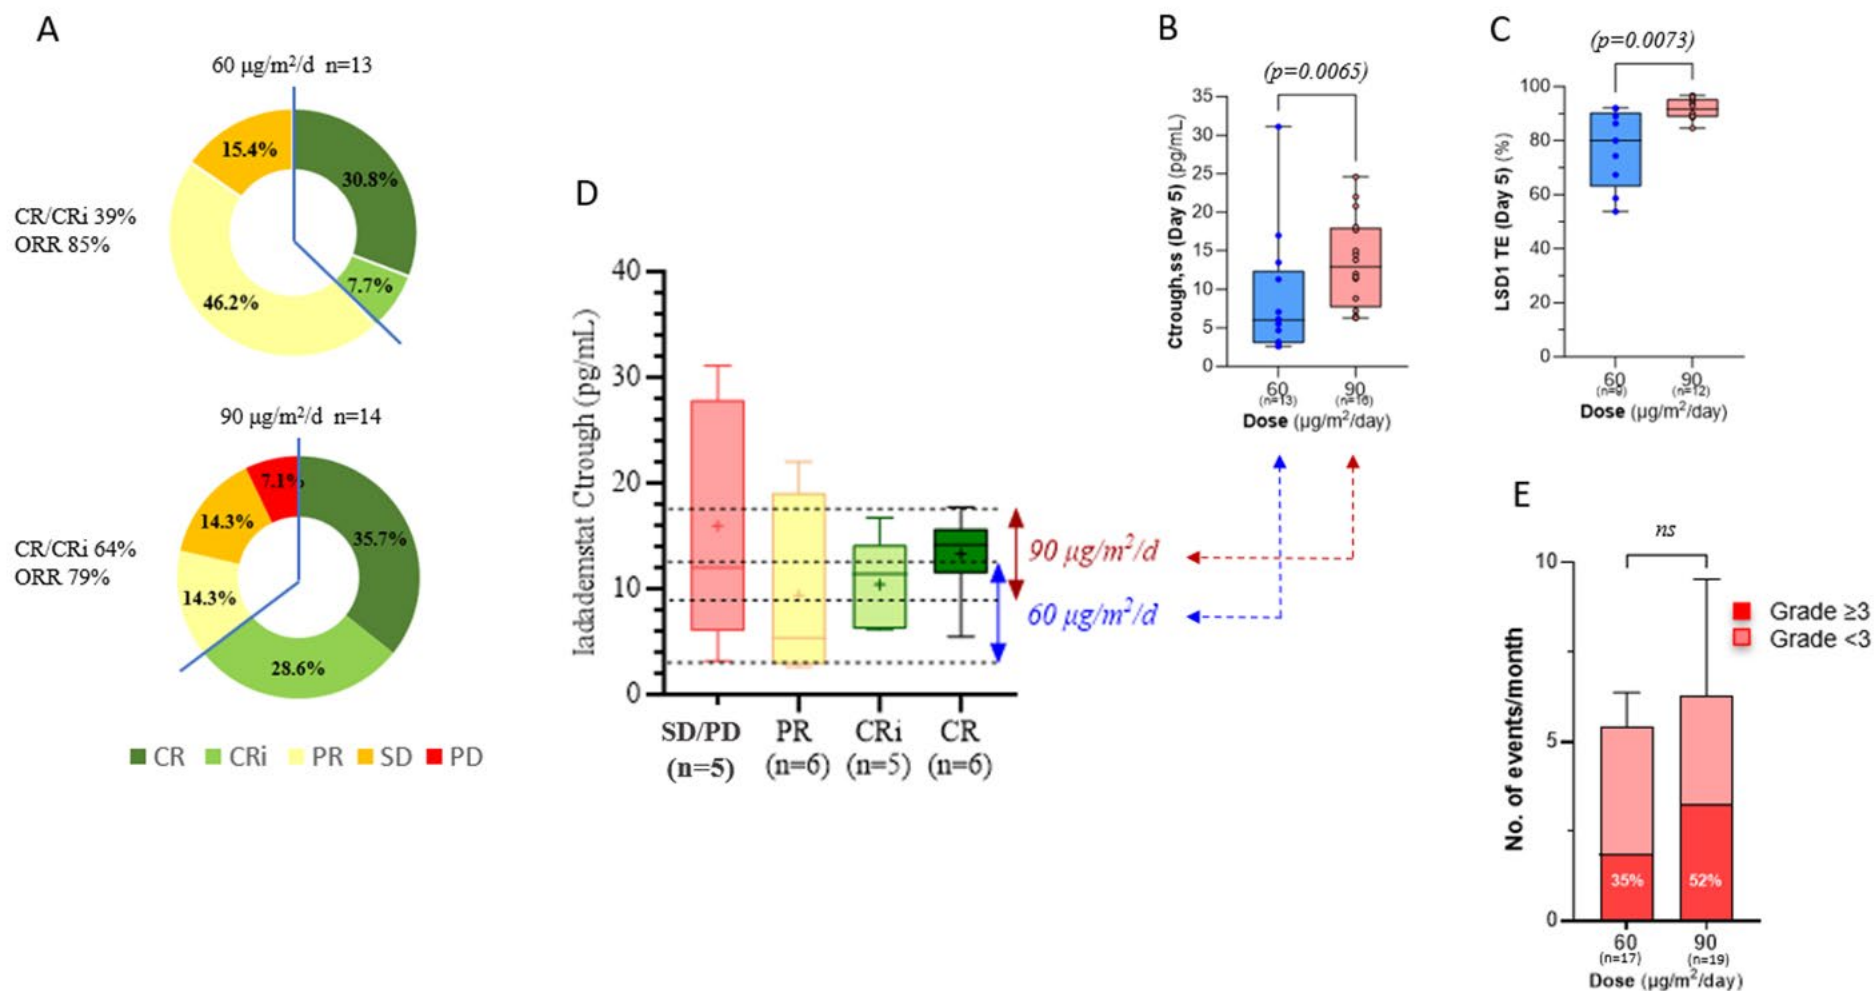 A
60 µg/m²/d n=13
15.4%
30.8%
CR/CRi 39%
ORR 85%
7.7%
46.2%
90 µg/m²/d n=14
7.1%
14.3%
35.7%
CR/CRi 64%
ORR 79%
14.3%
28.6%
CR
CRi
PR
SD
PD
B
(p=0.0065)
Ctrough,ss (Day 5) (pg/mL)
35
30
25
20
15
10
5
0
60
(n=13)
90
(n=16)
Dose (µg/m²/day)
C
(p=0.0073)
LSD1 TE (Day 5) (%)
100
80
60
40
20
0
60
(n=9)
90
(n=12)
Dose (µg/m²/day)
D
Iadademstat Ctrough (pg/mL)
40
30
20
10
0
90 µg/m²/d
60 µg/m²/d
SD/PD
(n=5)
PR
(n=6)
CRi
(n=5)
CR
(n=6)
E
ns
No. of events/month
10
5
0
Grade ≥3
Grade <3
35%
52%
60
(n=17)
90
(n=19)
Dose (µg/m²/day)